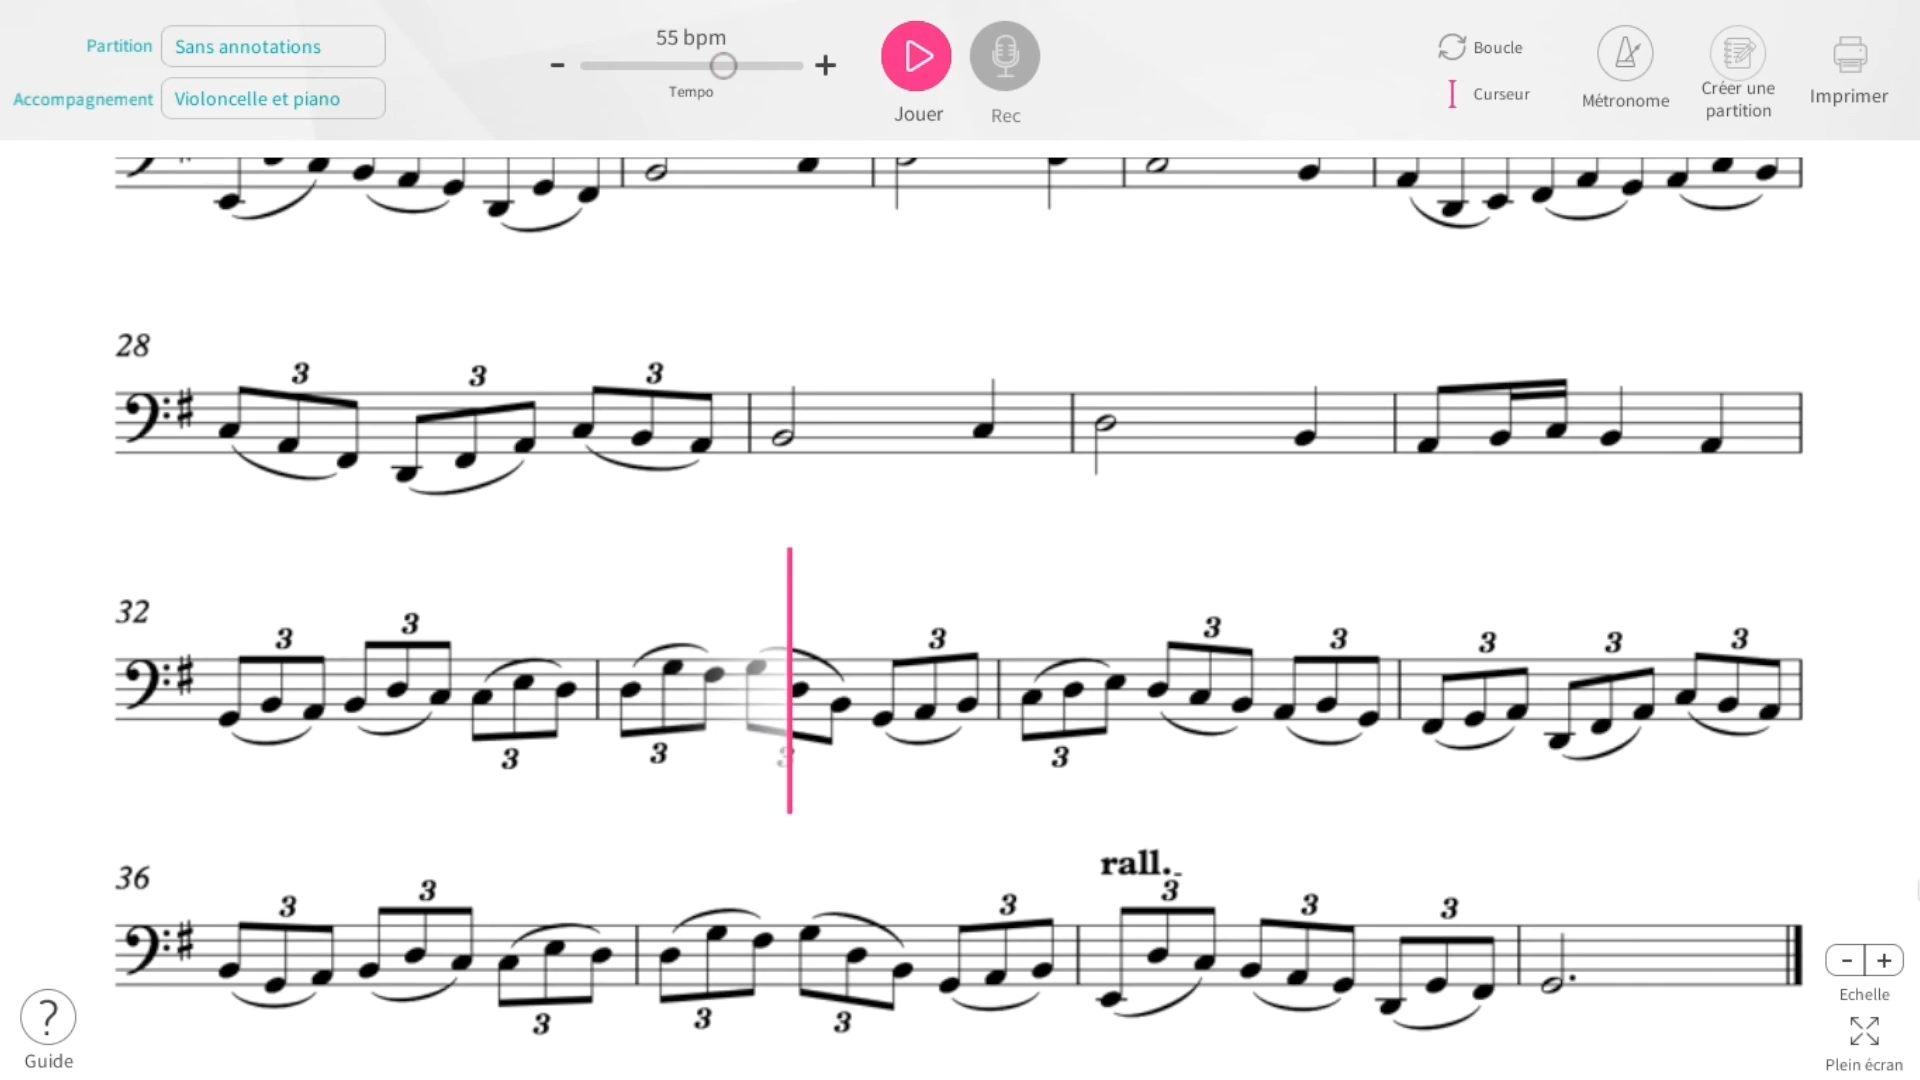 Partition Sans annotations
Accompagnement Violoncelle et piano
55 bpm
- +
Tempo
Jouer
Rec
Boucle
Curseur
Métronome
Créer une
partition
Imprimer
28
3 3 3
32
3 3 3 3 3 3 3 3 3 3 3 3
36
rall.
3 3 3 3 3 3 3 3 3
- +
Echelle
Plein écran
?
Guide